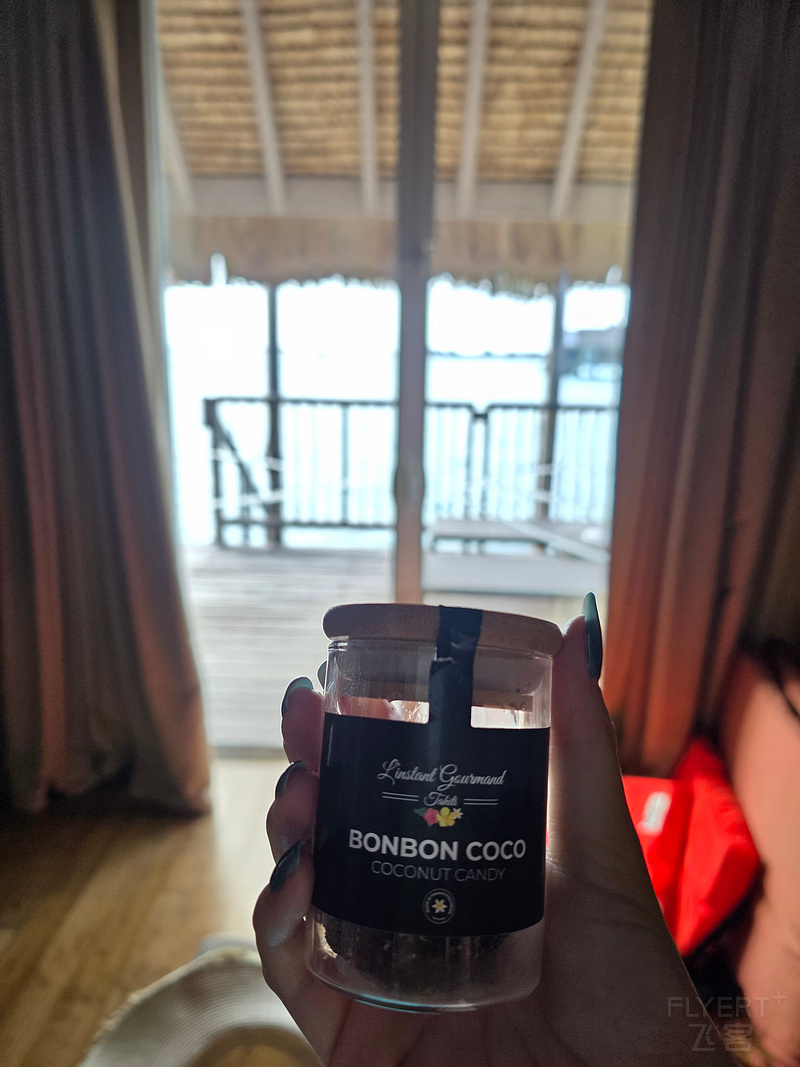 L'instant Gourmand
Tahiti
BONBON COCO
COCONUT CANDY
FLYERT+
飞客